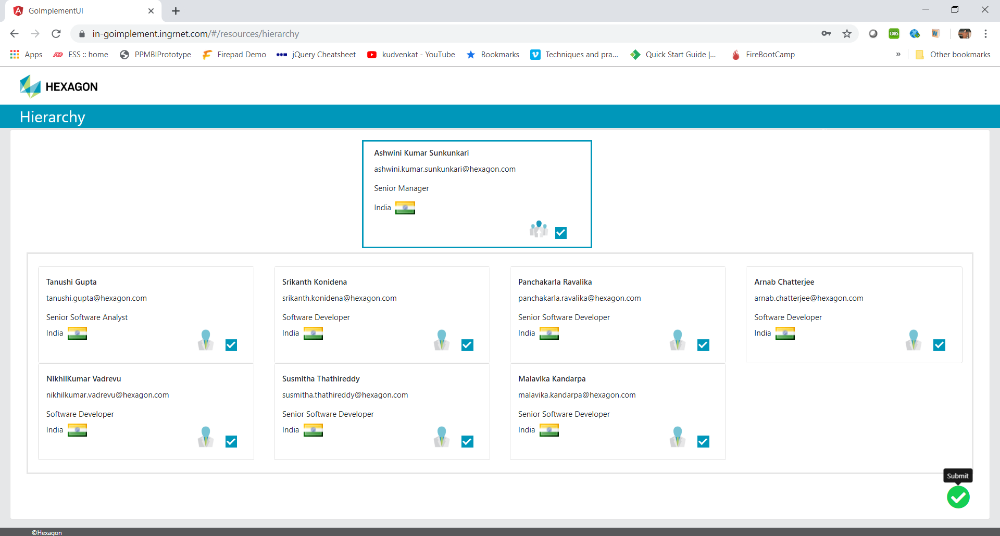 GoImplementUI
in-goimplement.ingrnet.com/#/resources/hierarchy
CORS
W
Apps
ESS :: home
PPMBIPrototype
Firepad Demo
jQuery Cheatsheet
kudvenkat - YouTube
Bookmarks
Techniques and pra...
Quick Start Guide |...
FireBootCamp
»
Other bookmarks
HEXAGON
Hierarchy
Ashwini Kumar Sunkunkari
ashwini.kumar.sunkunkari@hexagon.com
Senior Manager
India
Tanushi Gupta
tanushi.gupta@hexagon.com
Senior Software Analyst
India
Srikanth Konidena
srikanth.konidena@hexagon.com
Software Developer
India
Panchakarla Ravalika
panchakarla.ravalika@hexagon.com
Senior Software Developer
India
Arnab Chatterjee
arnab.chatterjee@hexagon.com
Software Developer
India
NikhilKumar Vadrevu
nikhilkumar.vadrevu@hexagon.com
Software Developer
India
Susmitha Thathireddy
susmitha.thathireddy@hexagon.com
Senior Software Developer
India
Malavika Kandarpa
malavika.kandarpa@hexagon.com
Senior Software Developer
India
Submit
©Hexagon